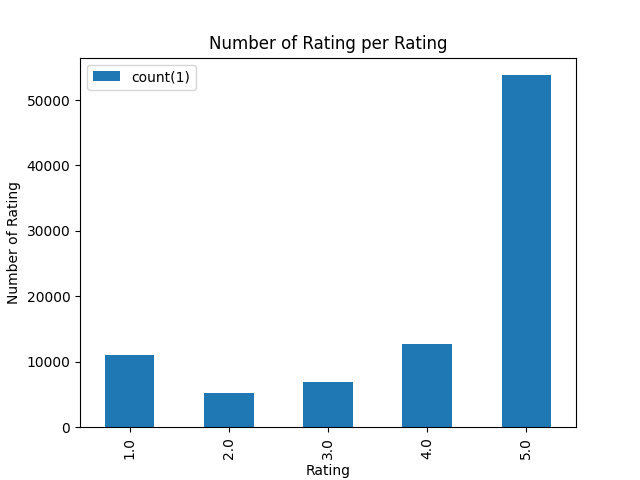 Number of Rating per Rating
count(1)
Number of Rating
50000
40000
30000
20000
10000
0
1.0
2.0
3.0
4.0
5.0
Rating